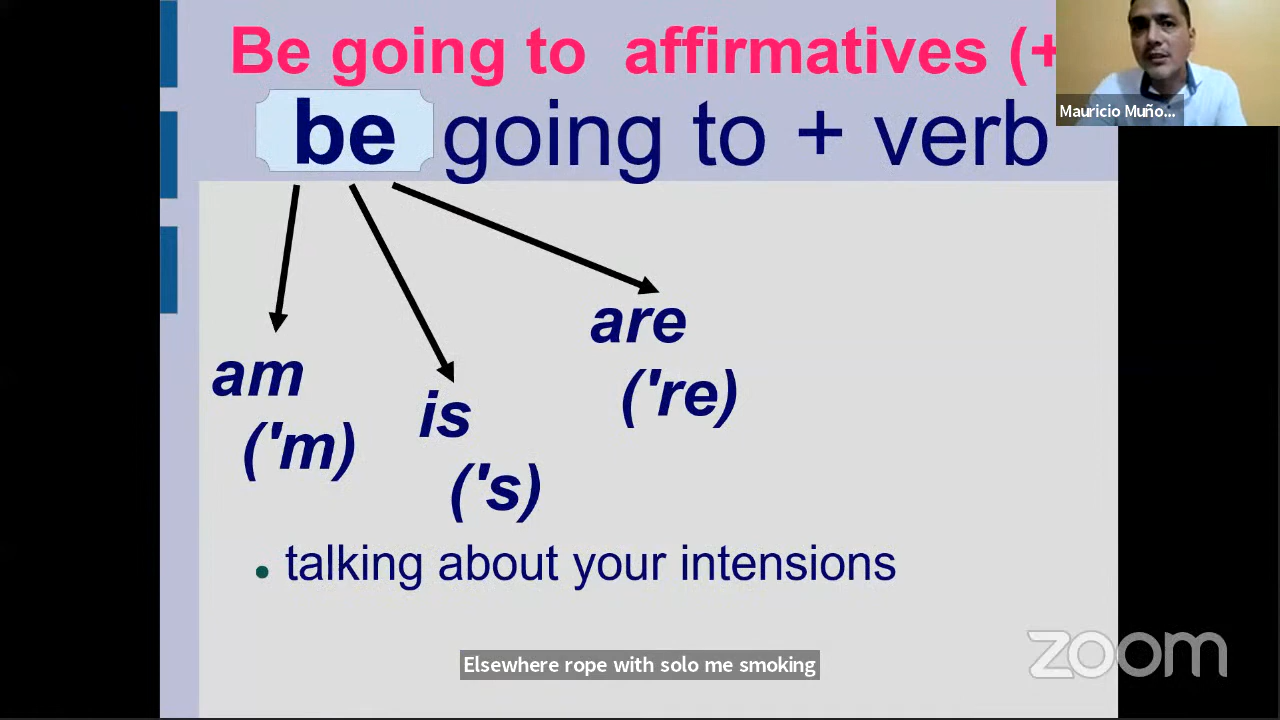 Be going to affirmatives (+
be going to + verb
Mauricio Muño...
are
('re)
am
('m)
is
('s)
talking about your intensions
Elsewhere rope with solo me smoking
zoom